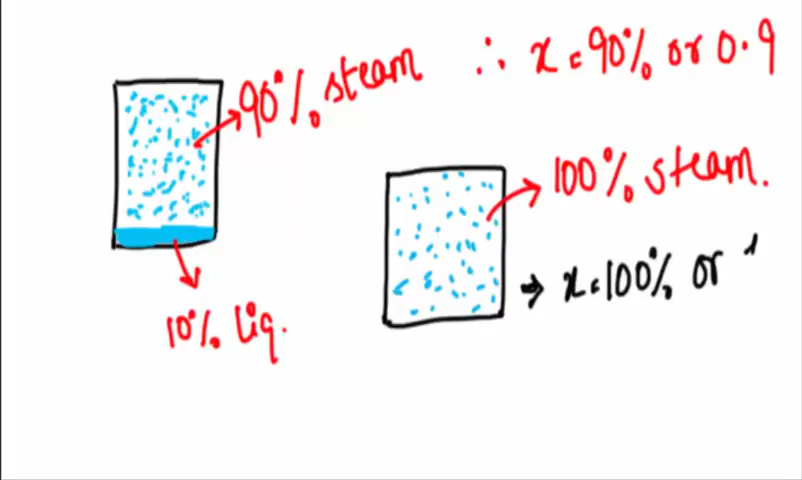 90% steam ∴ x = 90% or 0.9
100% steam.
→ x = 100% or
10% Liq.